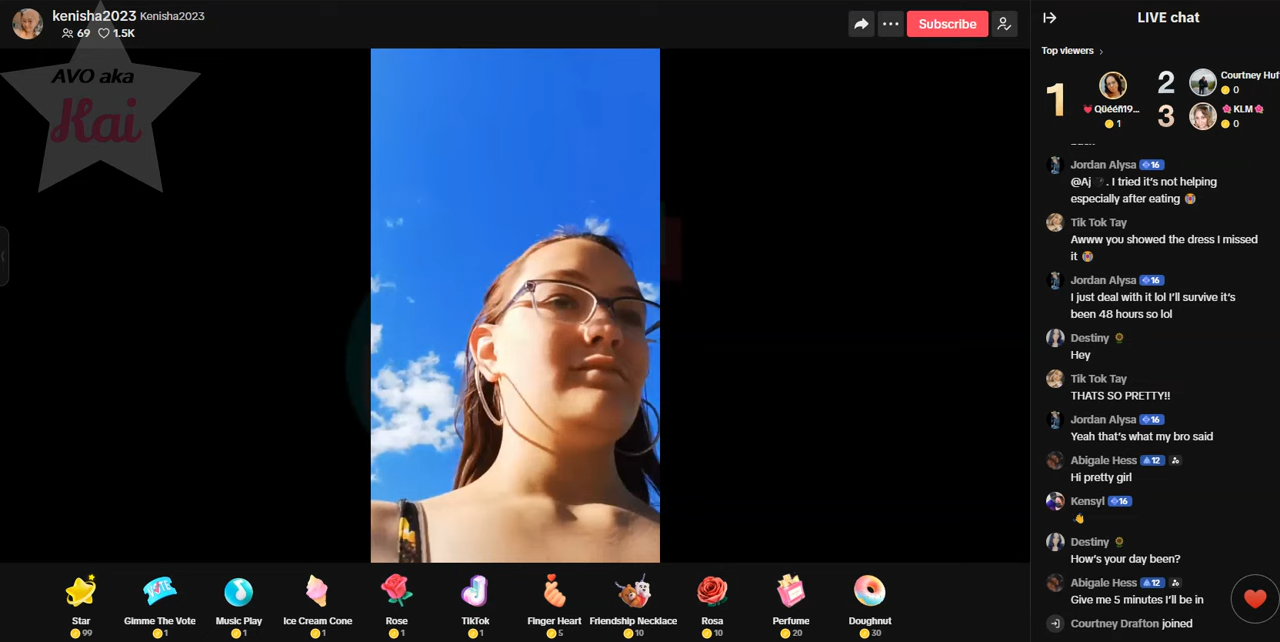 kenisha2023 Kenisha2023
69 1.5K
Subscribe
AVO aka
Kai
LIVE chat
Top viewers
1
Qüééñ19...
1
2
Courtney Huf
0
3
KLM
0
Jordan Alysa 16
@Aj . I tried it's not helping
especially after eating
Tik Tok Tay
Awww you showed the dress I missed
it
Jordan Alysa 16
I just deal with it lol I'll survive it's
been 48 hours so lol
Destiny
Hey
Tik Tok Tay
THATS SO PRETTY!!
Jordan Alysa 16
Yeah that's what my bro said
Abigale Hess 12
Hi pretty girl
Kensyl 16
Destiny
How's your day been?
Abigale Hess 12
Give me 5 minutes I'll be in
Courtney Drafton joined
Star
99
VOTE
Gimme The Vote
1
Music Play
1
Ice Cream Cone
1
Rose
1
TikTok
1
Finger Heart
5
Friendship Necklace
10
Rosa
10
Perfume
20
Doughnut
30